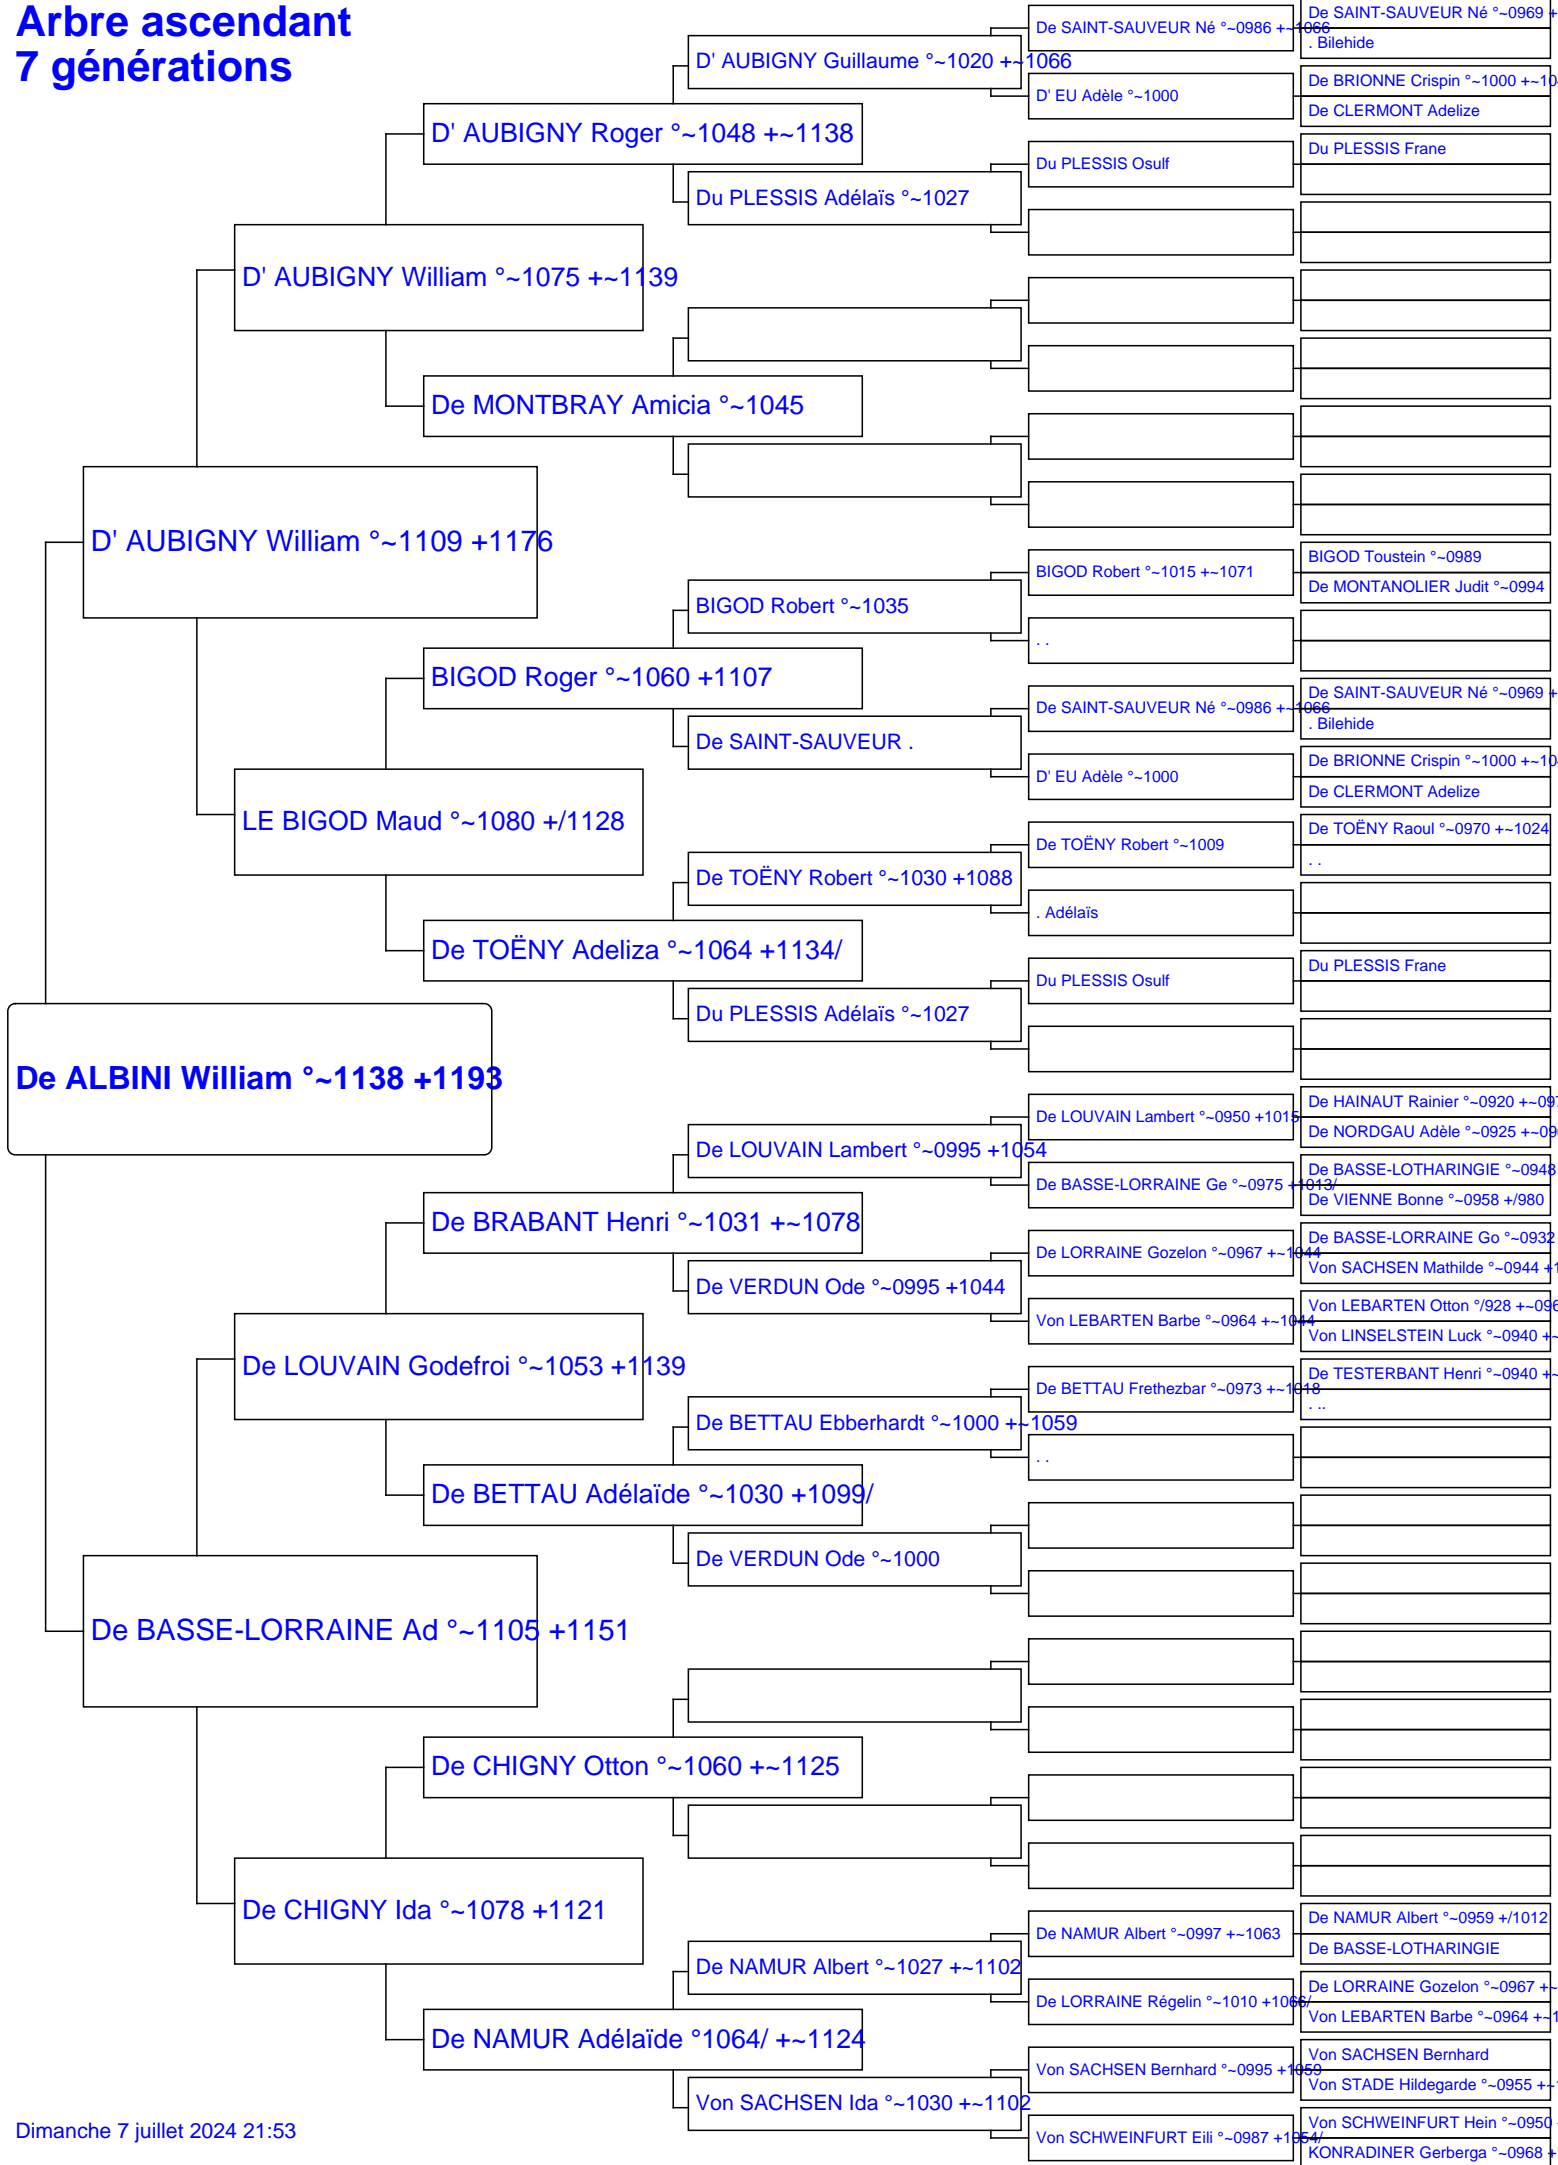 Arbre ascendant
7 générations
De ALBINI William °~1138 +1193
D' AUBIGNY William °~1109 +1176
De BASSE-LORRAINE Ad °~1105 +1151
D' AUBIGNY William °~1075 +~1139
LE BIGOD Maud °~1080 +/1128
De LOUVAIN Godefroi °~1053 +1139
De CHIGNY Ida °~1078 +1121
D' AUBIGNY Roger °~1048 +~1138
De MONTBRAY Amicia °~1045
BIGOD Roger °~1060 +1107
De TOËNY Adeliza °~1064 +1134/
De BRABANT Henri °~1031 +~1078
De BETTAU Adélaïde °~1030 +1099/
De CHIGNY Otton °~1060 +~1125
De NAMUR Adélaïde °1064/ +~1124
D' AUBIGNY Guillaume °~1020 +~1066
Du PLESSIS Adélaïs °~1027
BIGOD Robert °~1035
De SAINT-SAUVEUR .
De TOËNY Robert °~1030 +1088
Du PLESSIS Adélaïs °~1027
De LOUVAIN Lambert °~0995 +1054
De VERDUN Ode °~0995 +1044
De BETTAU Ebberhardt °~1000 +~1059
De VERDUN Ode °~1000
De NAMUR Albert °~1027 +~1102
Von SACHSEN Ida °~1030 +~1102
De SAINT-SAUVEUR Né °~0986 +~1066
D' EU Adèle °~1000
Du PLESSIS Osulf
BIGOD Robert °~1015 +~1071
. .
De SAINT-SAUVEUR Né °~0986 +~1066
D' EU Adèle °~1000
De TOËNY Robert °~1009
. Adélaïs
Du PLESSIS Osulf
De LOUVAIN Lambert °~0950 +1015
De BASSE-LORRAINE Ge °~0975 +1013/
De LORRAINE Gozelon °~0967 +~1044
Von LEBARTEN Barbe °~0964 +~1044
De BETTAU Frethezbar °~0973 +~1018
. .
De NAMUR Albert °~0997 +~1063
De LORRAINE Régelin °~1010 +1066/
Von SACHSEN Bernhard °~0995 +1059
Von SCHWEINFURT Eili °~0987 +1054/
De SAINT-SAUVEUR Né °~0969 +
. Bilehide
De BRIONNE Crispin °~1000 +~10
De CLERMONT Adelize
Du PLESSIS Frane
BIGOD Toustein °~0989
De MONTANOLIER Judit °~0994
De SAINT-SAUVEUR Né °~0969 +
. Bilehide
De BRIONNE Crispin °~1000 +~10
De CLERMONT Adelize
De TOËNY Raoul °~0970 +~1024
. .
Du PLESSIS Frane
De HAINAUT Rainier °~0920 +~097
De NORDGAU Adèle °~0925 +~09
De BASSE-LOTHARINGIE °~0948
De VIENNE Bonne °~0958 +/980
De BASSE-LORRAINE Go °~0932
Von SACHSEN Mathilde °~0944 +1
Von LEBARTEN Otton °/928 +~096
Von LINSELSTEIN Luck °~0940 +~
De TESTERBANT Henri °~0940 +~
. ..
De NAMUR Albert °~0959 +/1012
De BASSE-LOTHARINGIE
De LORRAINE Gozelon °~0967 +~
Von LEBARTEN Barbe °~0964 +~1
Von SACHSEN Bernhard
Von STADE Hildegarde °~0955 +~1
Von SCHWEINFURT Hein °~0950
KONRADINER Gerberga °~0968 +
Dimanche 7 juillet 2024 21:53